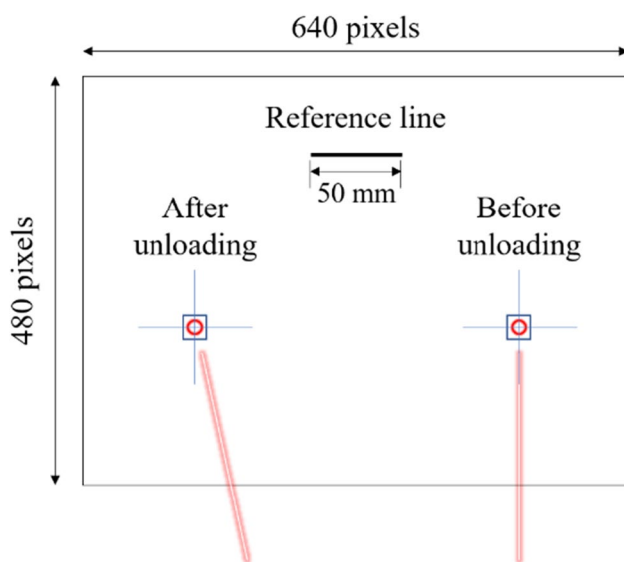 640 pixels
480 pixels
Reference line
50 mm
After
unloading
Before
unloading